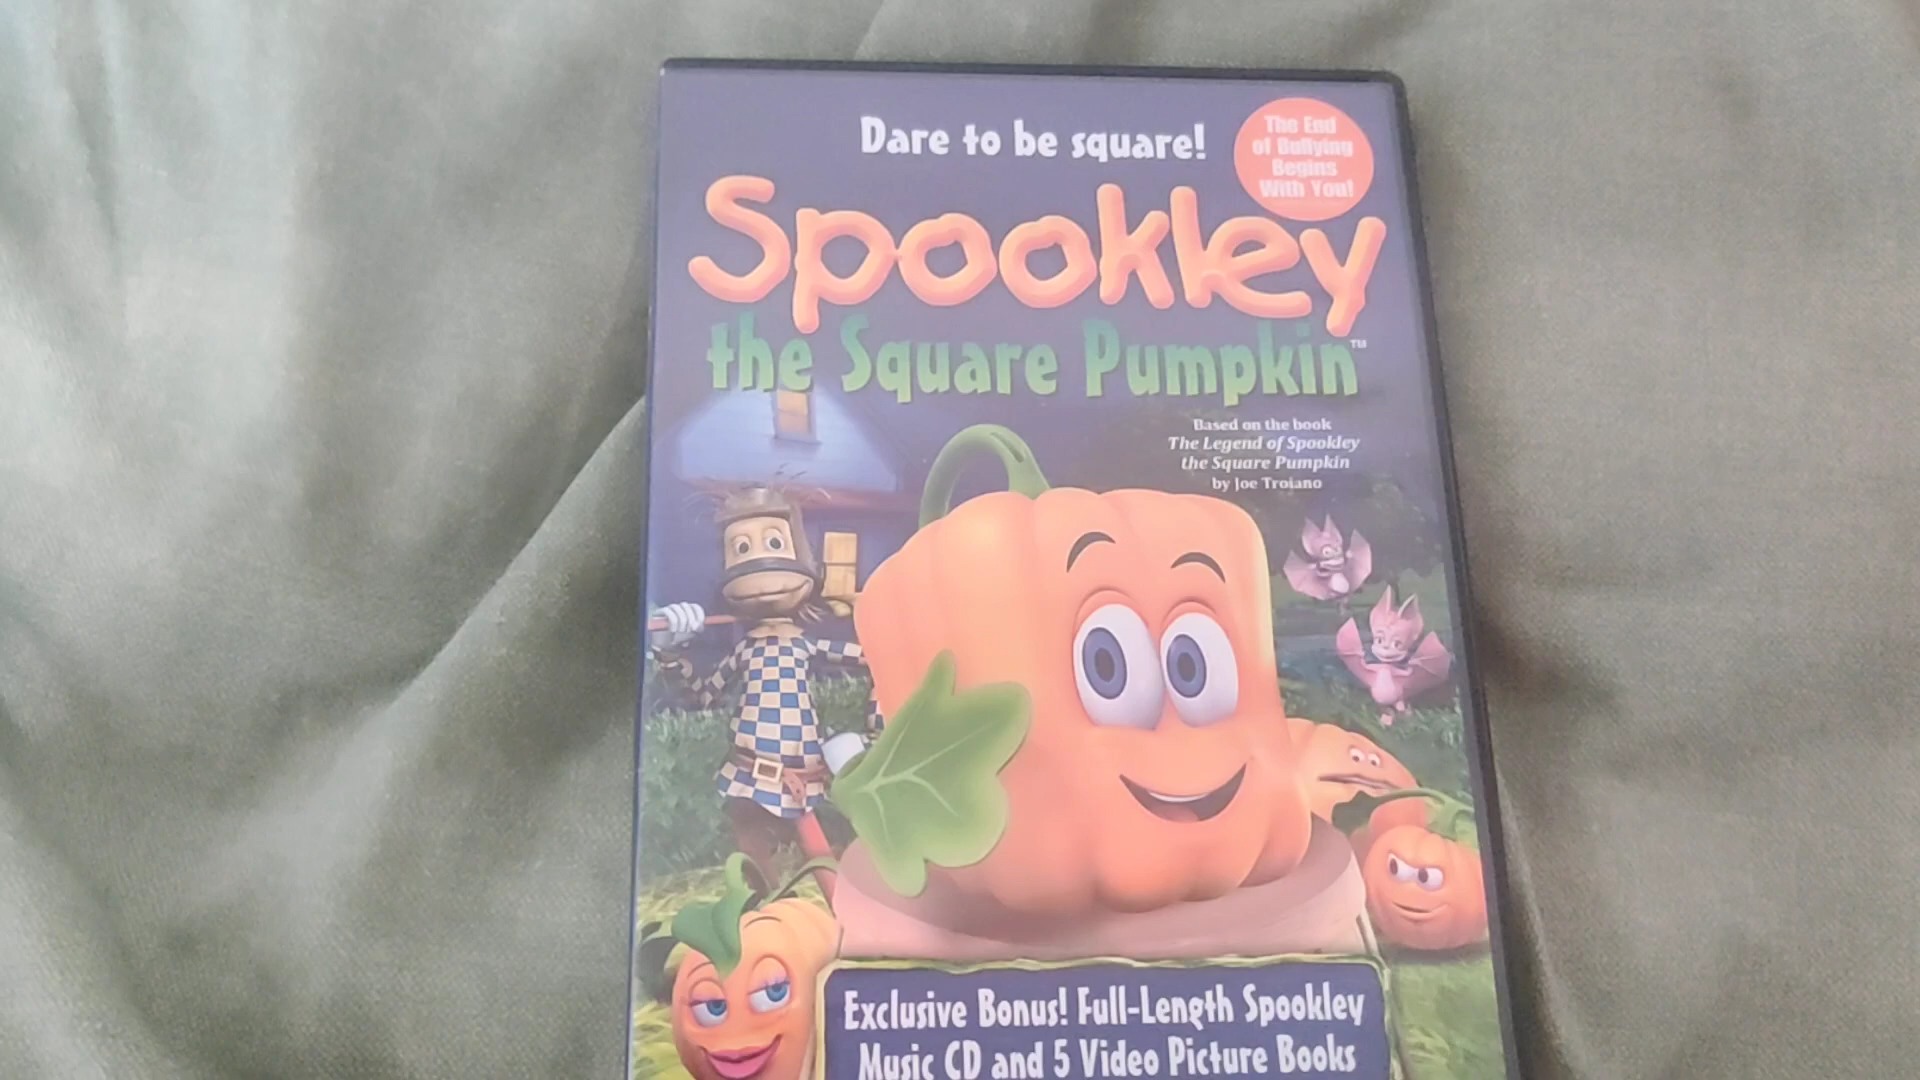 Dare to be square!
The End
of Bullying
Begins
With You!
Spookley
the Square Pumpkin™
Based on the book
The Legend of Spookley
the Square Pumpkin
by Joe Troiano
Exclusive Bonus! Full-Length Spookley
Music CD and 5 Video Picture Books